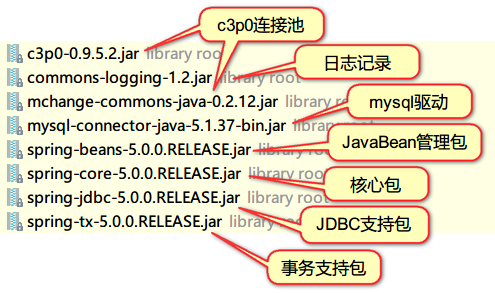 c3p0连接池
c3p0-0.9.5.2.jar library root
日志记录
commons-logging-1.2.jar library root
mchange-commons-java-0.2.12.jar library root
mysql驱动
mysql-connector-java-5.1.37-bin.jar library
spring-beans-5.0.0.RELEASE.jar library
JavaBean管理包
spring-core-5.0.0.RELEASE.jar library root
核心包
spring-jdbc-5.0.0.RELEASE.jar library
JDBC支持包
spring-tx-5.0.0.RELEASE.jar library root
事务支持包